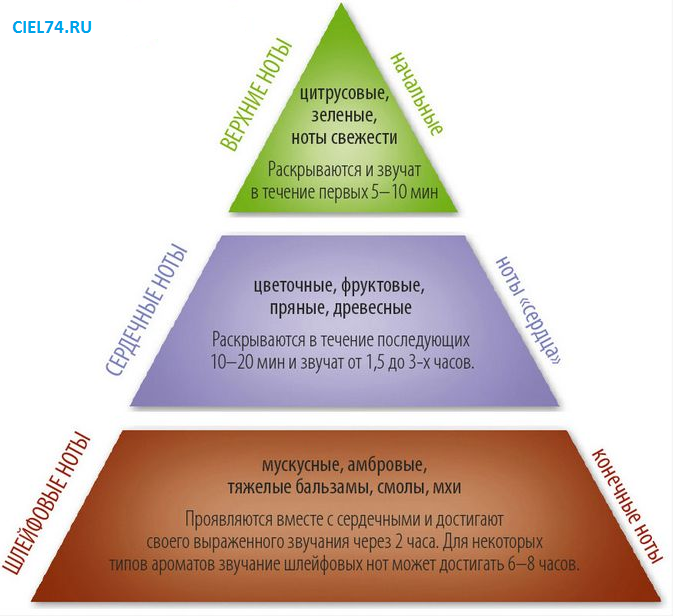 CIEL74.RU
ВЕРХНИЕ НОТЫ
начальные
цитрусовые,
зеленые,
ноты свежести
Раскрываются и звучат
в течение первых 5–10 мин
СЕРДЕЧНЫЕ НОТЫ
ноты «сердца»
цветочные, фруктовые,
пряные, древесные
Раскрываются в течение последующих
10–20 мин и звучат от 1,5 до 3-х часов.
ШЛЕЙФОВЫЕ НОТЫ
конечные ноты
мускусные, амбровые,
тяжелые бальзамы, смолы, мхи
Проявляются вместе с сердечными и достигают
своего выраженного звучания через 2 часа. Для некоторых
типов ароматов звучание шлейфовых нот может достигать 6–8 часов.